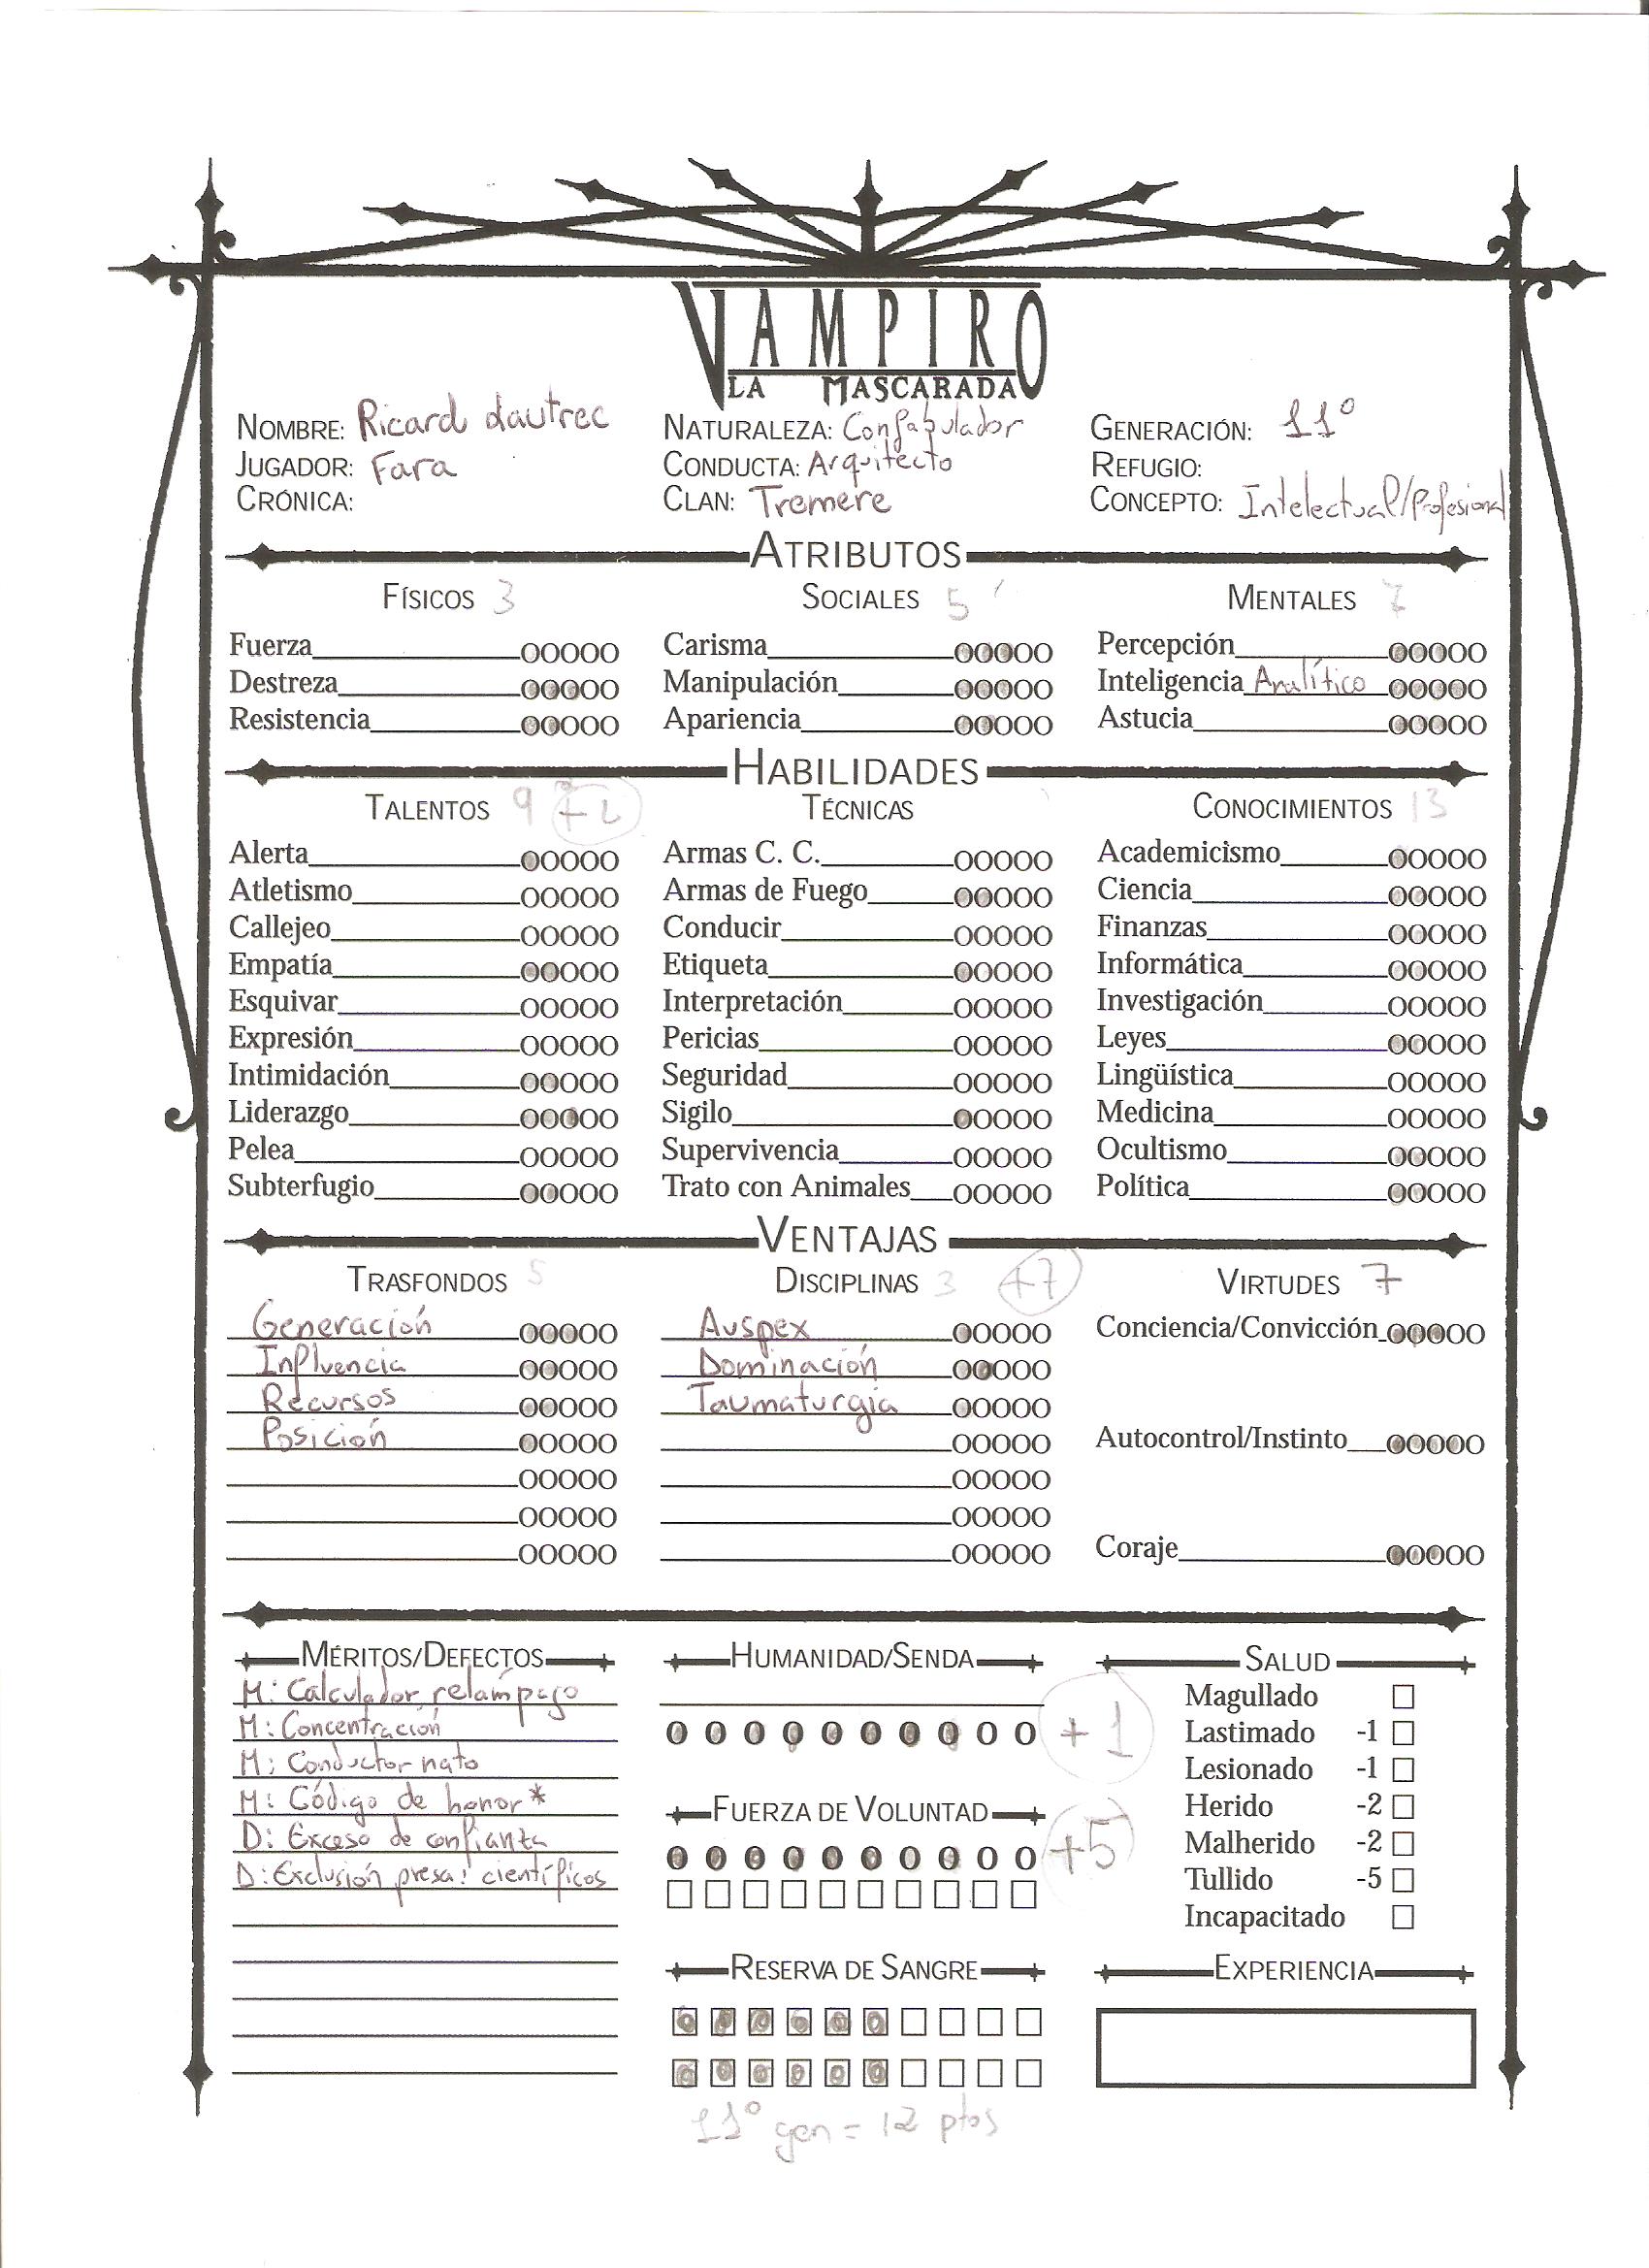 VAMPIRO
LA MASCARADA
NOMBRE: Ricard Lautrec NATURALEZA: Confabulador GENERACIÓN: 11°
JUGADOR: Fara CONDUCTA: Arquitecto REFUGIO:
CRÓNICA: CLAN: Tremere CONCEPTO: Intelectual/Profesional
ATRIBUTOS
FÍSICOS 3 SOCIALES 5 MENTALES 7
Fuerza OOOOO Carisma OOOOO Percepción OOOOO
Destreza OOOOO Manipulación OOOOO Inteligencia Analítico OOOOO
Resistencia OOOOO Apariencia OOOOO Astucia OOOOO
HABILIDADES
TALENTOS 9 +2 TÉCNICAS CONOCIMIENTOS 13
Alerta OOOOO Armas C. C. OOOOO Academicismo OOOOO
Atletismo OOOOO Armas de Fuego OOOOO Ciencia OOOOO
Callejeo OOOOO Conducir OOOOO Finanzas OOOOO
Empatía OOOOO Etiqueta OOOOO Informática OOOOO
Esquivar OOOOO Interpretación OOOOO Investigación OOOOO
Expresión OOOOO Pericias OOOOO Leyes OOOOO
Intimidación OOOOO Seguridad OOOOO Lingüística OOOOO
Liderazgo OOOOO Sigilo OOOOO Medicina OOOOO
Pelea OOOOO Supervivencia OOOOO Ocultismo OOOOO
Subterfugio OOOOO Trato con Animales OOOOO Política OOOOO
VENTAJAS
TRASFONDOS 5 DISCIPLINAS 3 +7 VIRTUDES 7
Generación OOOOO Auspex OOOOO Conciencia/Convicción OOOOO
Influencia OOOOO Dominación OOOOO
Recursos OOOOO Taumaturgia OOOOO
Posición OOOOO OOOOO Autocontrol/Instinto OOOOO
OOOOO OOOOO
OOOOO OOOOO
OOOOO OOOOO Coraje OOOOO
MÉRITOS/DEFECTOS HUMANIDAD/SENDA SALUD
M: Calculador relámpago Magullado
M: Concentración O O O O O O O O O O +1 Lastimado -1
M: Conductor nato Lesionado -1
M: Código de honor* FUERZA DE VOLUNTAD Herido -2
D: Exceso de confianza O O O O O O O O O O +5 Malherido -2
D: Exclusión presa: científicos Tullido -5
Incapacitado
RESERVA DE SANGRE EXPERIENCIA
11° gen = 12 ptos